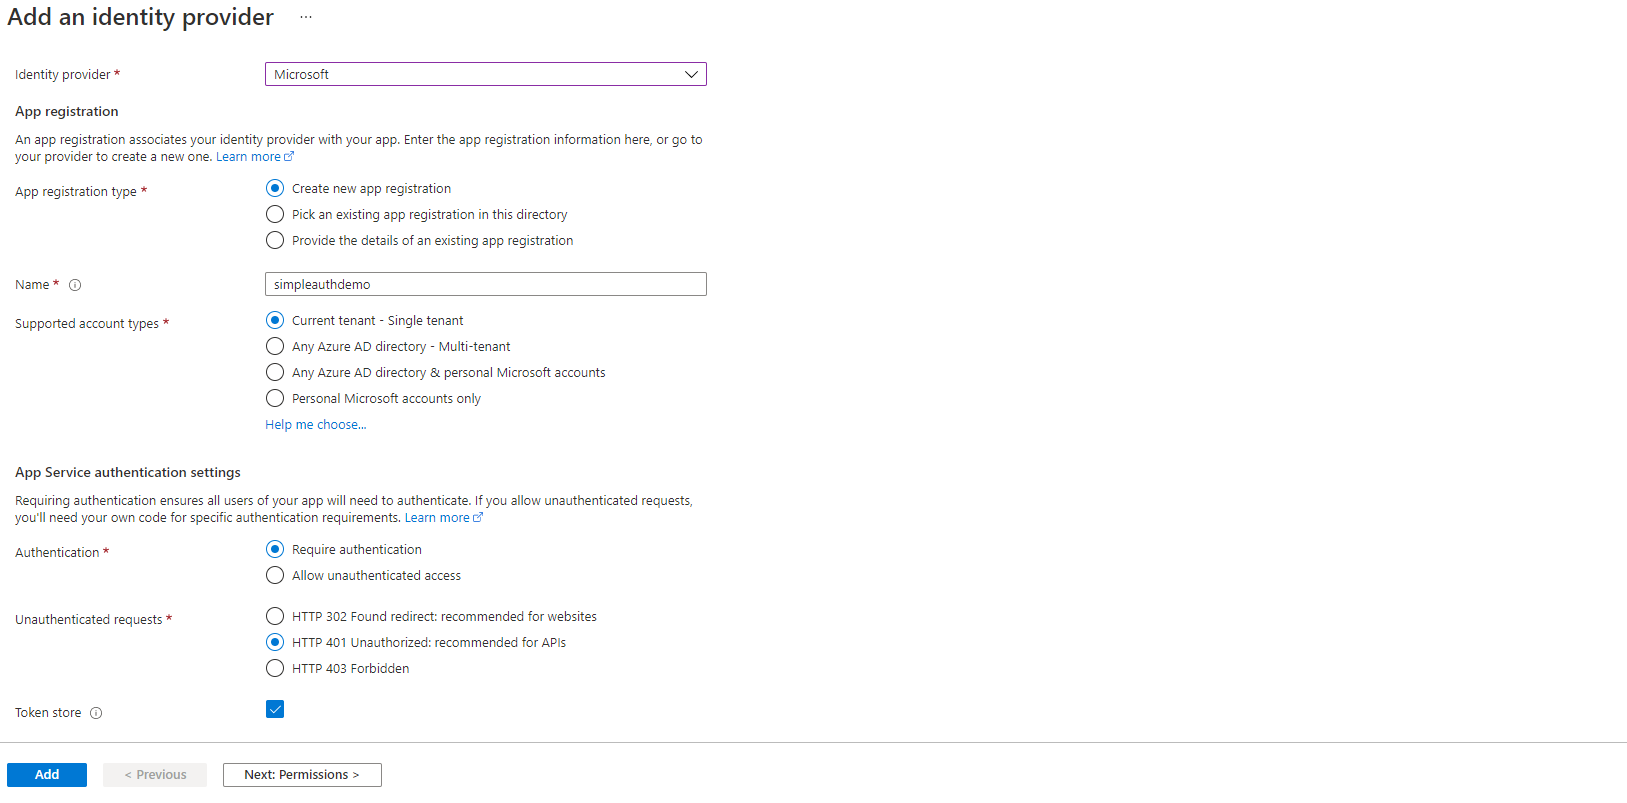 Add an identity provider ...
Identity provider * Microsoft
App registration
An app registration associates your identity provider with your app. Enter the app registration information here, or go to
your provider to create a new one. Learn more
App registration type * Create new app registration
Pick an existing app registration in this directory
Provide the details of an existing app registration
Name * simpleauthdemo
Supported account types * Current tenant - Single tenant
Any Azure AD directory - Multi-tenant
Any Azure AD directory & personal Microsoft accounts
Personal Microsoft accounts only
Help me choose...
App Service authentication settings
Requiring authentication ensures all users of your app will need to authenticate. If you allow unauthenticated requests,
you'll need your own code for specific authentication requirements. Learn more
Authentication * Require authentication
Allow unauthenticated access
Unauthenticated requests * HTTP 302 Found redirect: recommended for websites
HTTP 401 Unauthorized: recommended for APIs
HTTP 403 Forbidden
Token store
Add < Previous Next: Permissions >